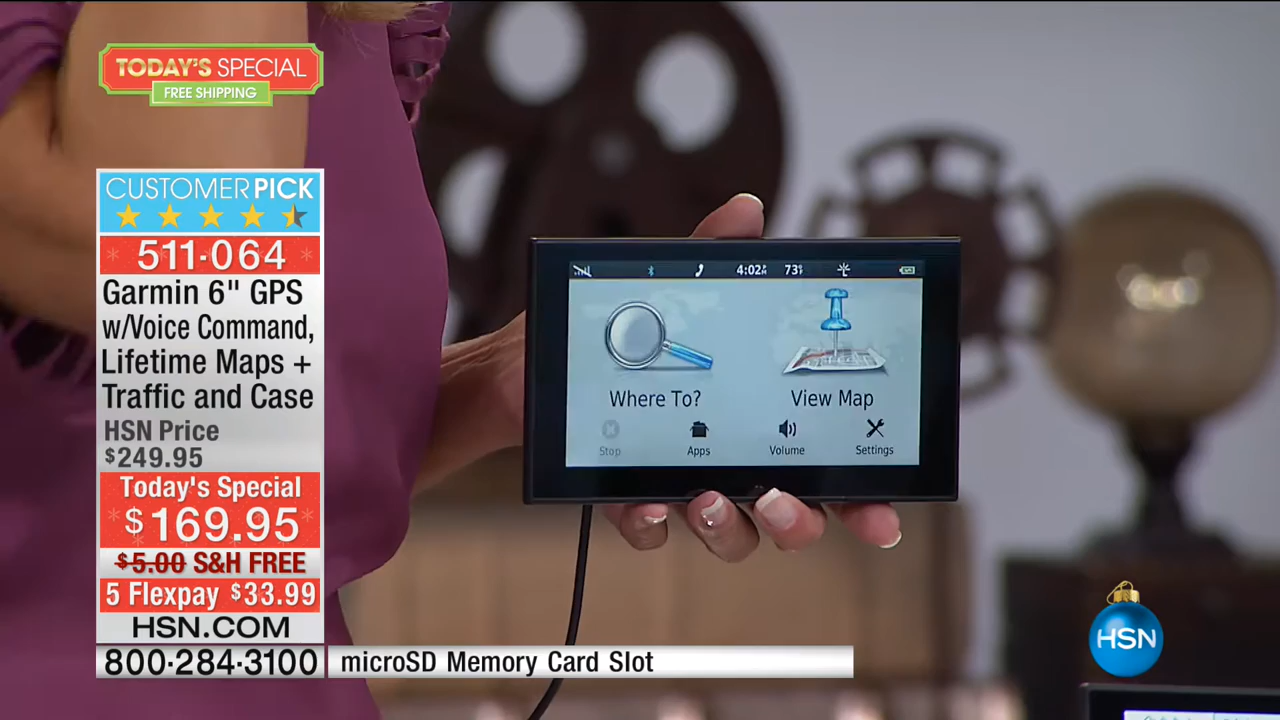 TODAY'S SPECIAL
FREE SHIPPING
CUSTOMER PICK
511-064
Garmin 6" GPS
w/Voice Command,
Lifetime Maps +
Traffic and Case
HSN Price
$249.95
Today's Special
$169.95
$5.00 S&H FREE
5 Flexpay $33.99
HSN.COM
800-284-3100
microSD Memory Card Slot
4:02
73°F
Where To?
View Map
Stop
Apps
Volume
Settings
HSN